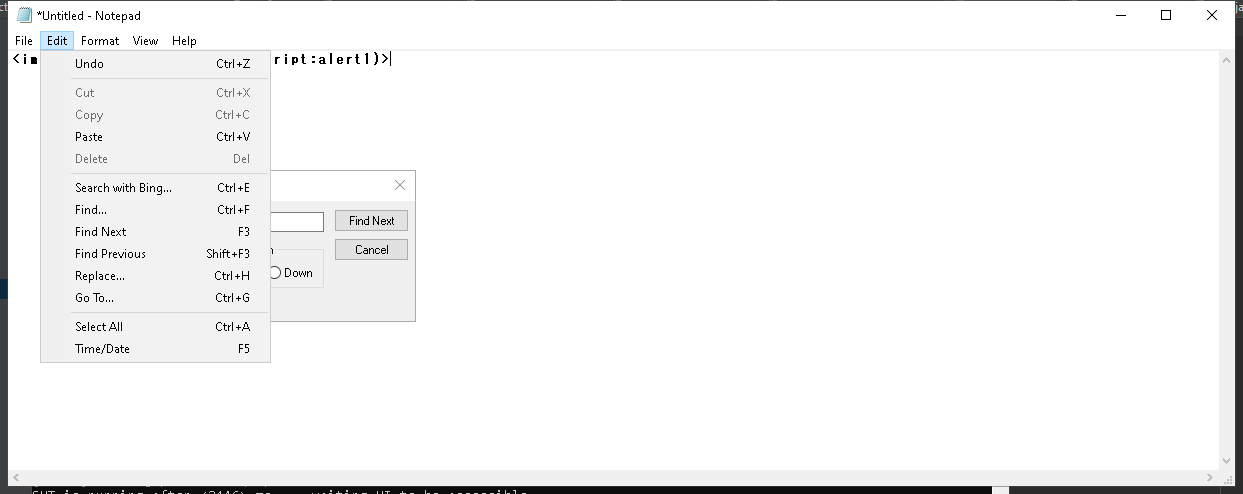 *Untitled - Notepad
File Edit Format View Help
<im ript:alert1)>
Undo Ctrl+Z
Cut Ctrl+X
Copy Ctrl+C
Paste Ctrl+V
Delete Del
Search with Bing... Ctrl+E
Find... Ctrl+F
Find Next F3
Find Previous Shift+F3
Replace... Ctrl+H
Go To... Ctrl+G
Select All Ctrl+A
Time/Date F5
Find Next
Cancel
Down